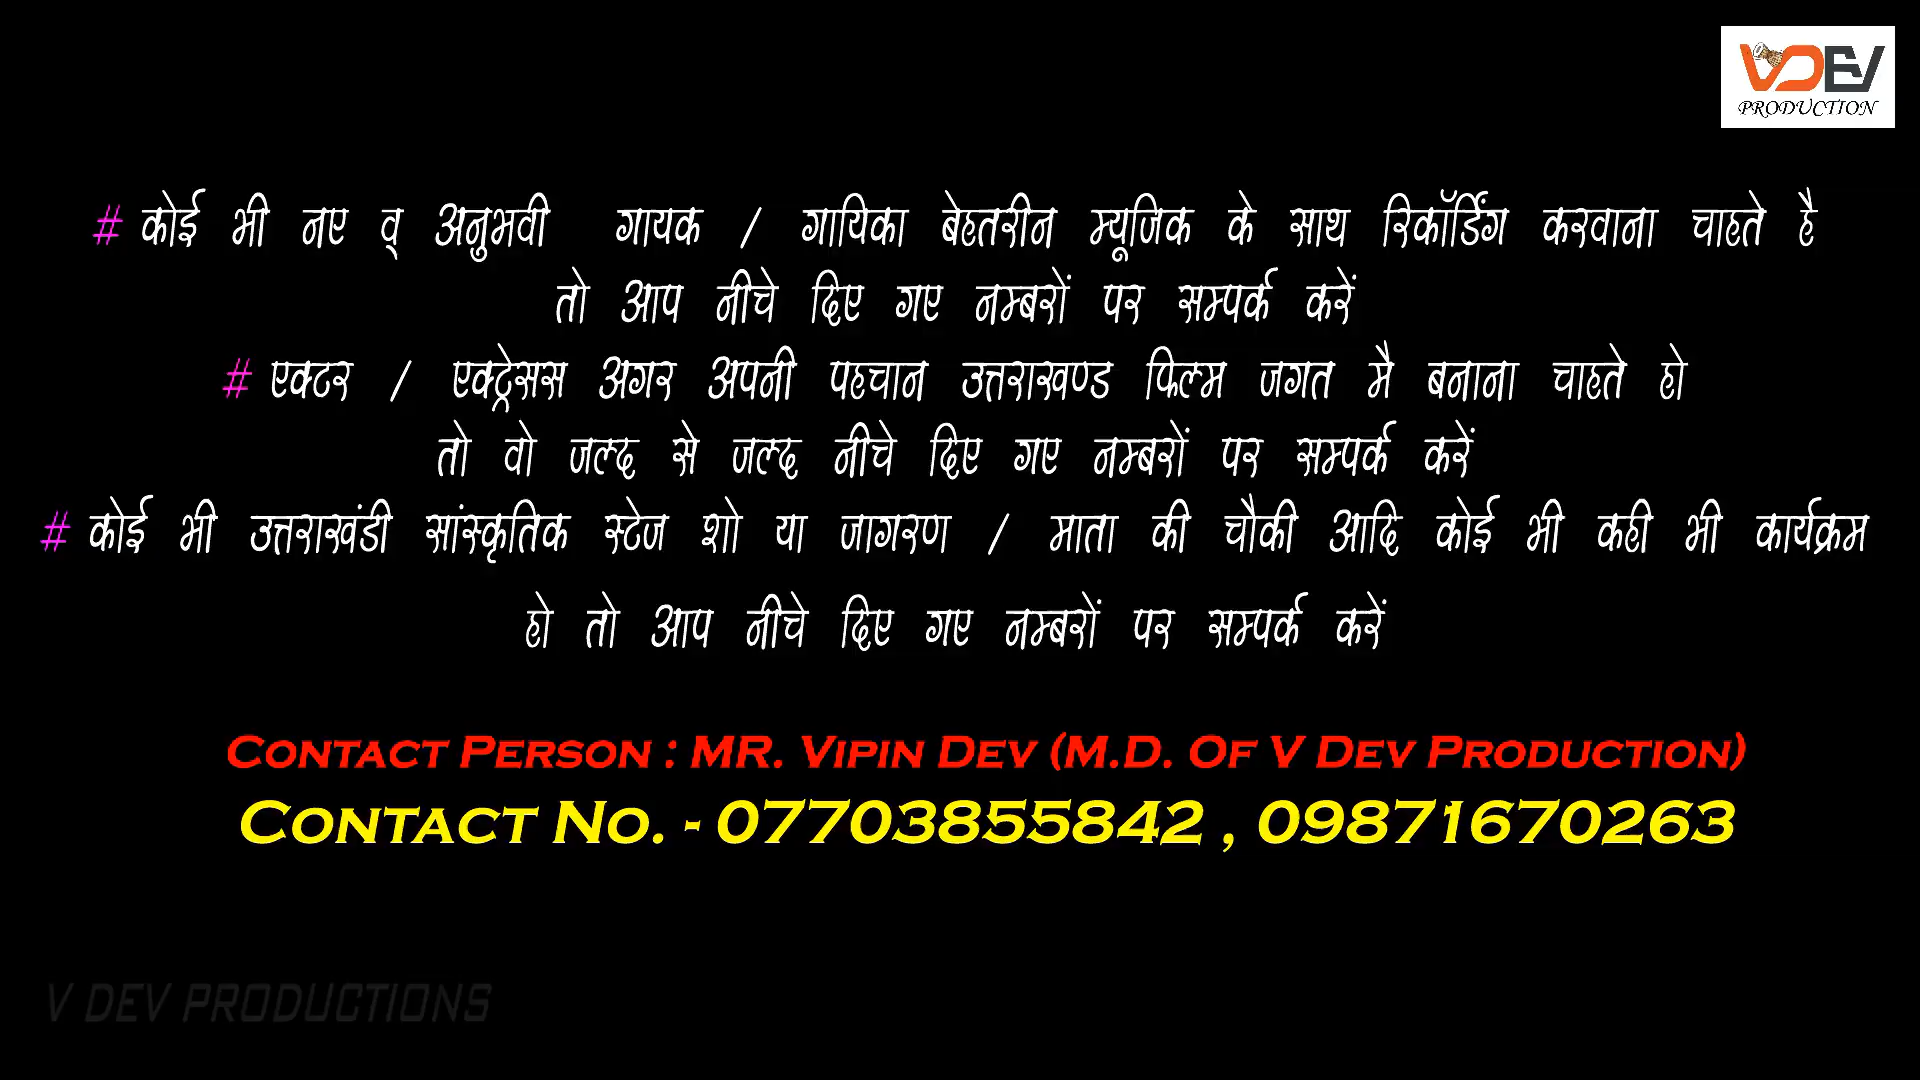 VDEV
PRODUCTION
# कोई भी नए व् अनुभवी गायक / गायिका बेहतरीन म्यूजिक के साथ रिकॉर्डिंग करवाना चाहते है
तो आप नीचे दिए गए नम्बरों पर सम्पर्क करें
# एक्टर / एक्ट्रेसस अगर अपनी पहचान उत्तराखण्ड फिल्म जगत मै बनाना चाहते हो
तो वो जल्द से जल्द नीचे दिए गए नम्बरों पर सम्पर्क करें
# कोई भी उत्तराखंडी सांस्कृतिक स्टेज शो या जागरण / माता की चौकी आदि कोई भी कही भी कार्यक्रम
हो तो आप नीचे दिए गए नम्बरों पर सम्पर्क करें
Contact Person : MR. Vipin Dev (M.D. Of V Dev Production)
Contact No. - 07703855842 , 09871670263
V DEV PRODUCTIONS